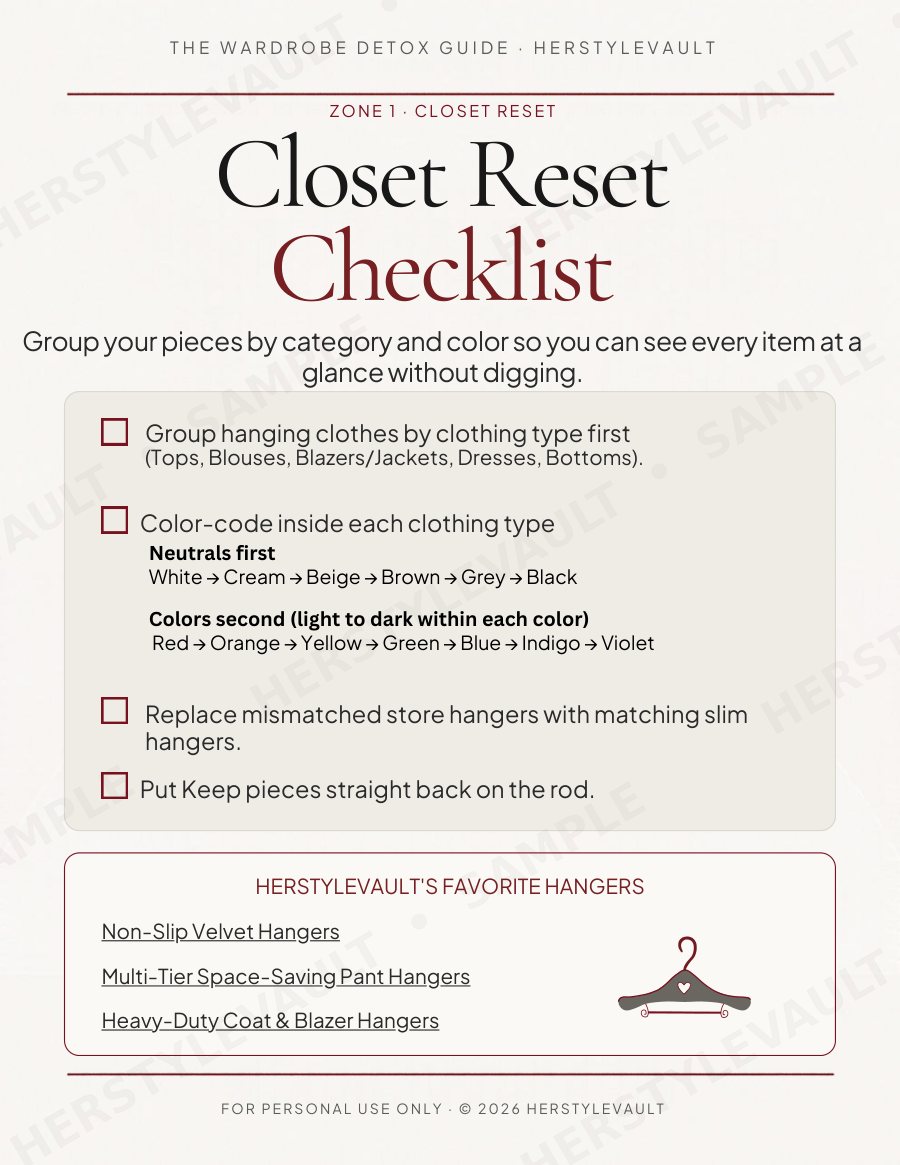 THE WARDROBE DETOX GUIDE · HERSTYLEVAULT
ZONE 1 · CLOSET RESET
Closet Reset
Checklist
Group your pieces by category and color so you can see every item at a
glance without digging.
Group hanging clothes by clothing type first
(Tops, Blouses, Blazers/Jackets, Dresses, Bottoms).
Color-code inside each clothing type
Neutrals first
White → Cream → Beige → Brown → Grey → Black
Colors second (light to dark within each color)
Red → Orange → Yellow → Green → Blue → Indigo → Violet
Replace mismatched store hangers with matching slim
hangers.
Put Keep pieces straight back on the rod.
HERSTYLEVAULT'S FAVORITE HANGERS
Non-Slip Velvet Hangers
Multi-Tier Space-Saving Pant Hangers
Heavy-Duty Coat & Blazer Hangers
FOR PERSONAL USE ONLY · © 2026 HERSTYLEVAULT
HERSTYLEVAULT • SAMPLE